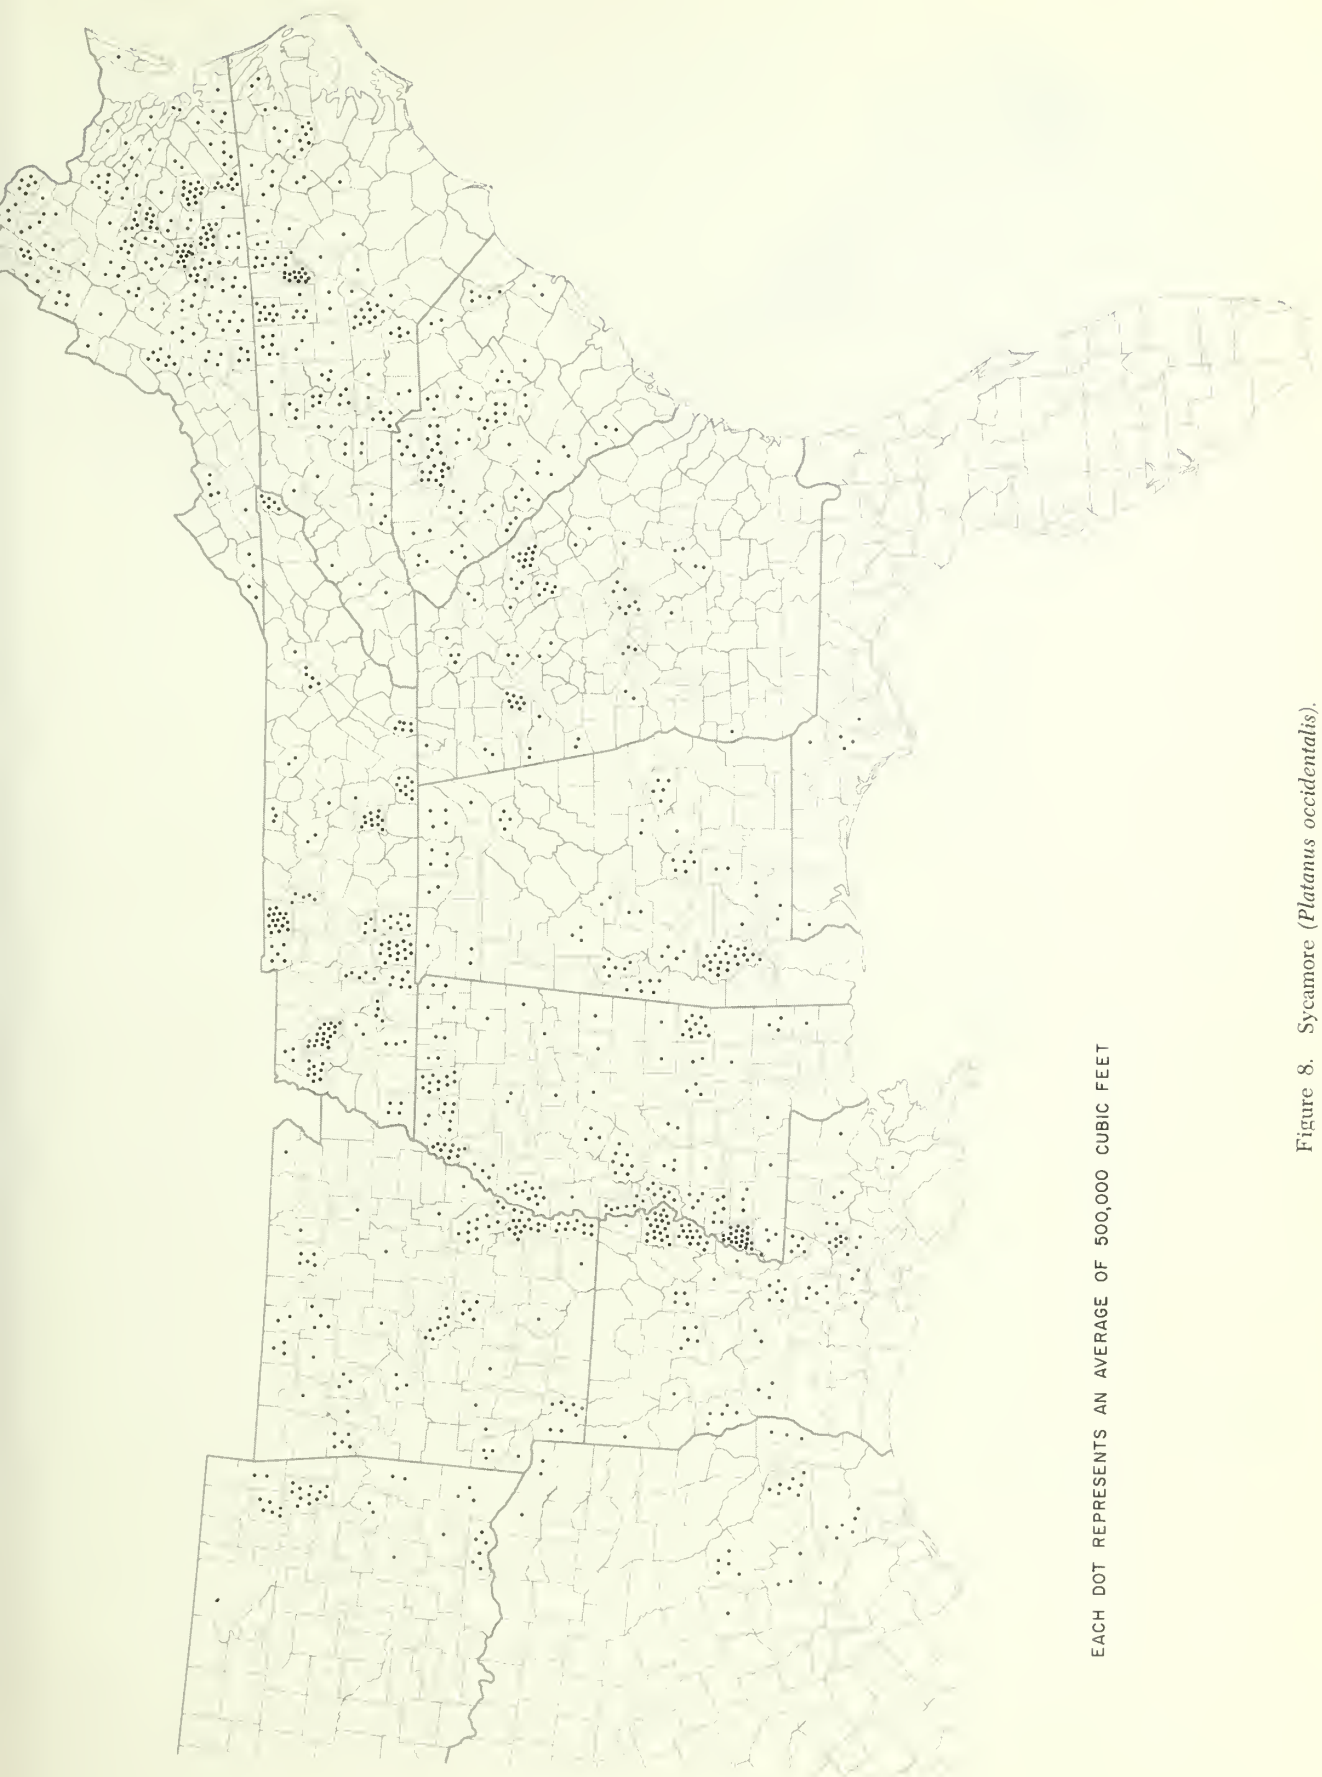 EACH DOT REPRESENTS AN AVERAGE OF 500,000 CUBIC FEET
Figure 8. Sycamore (Platanus occidentalis).